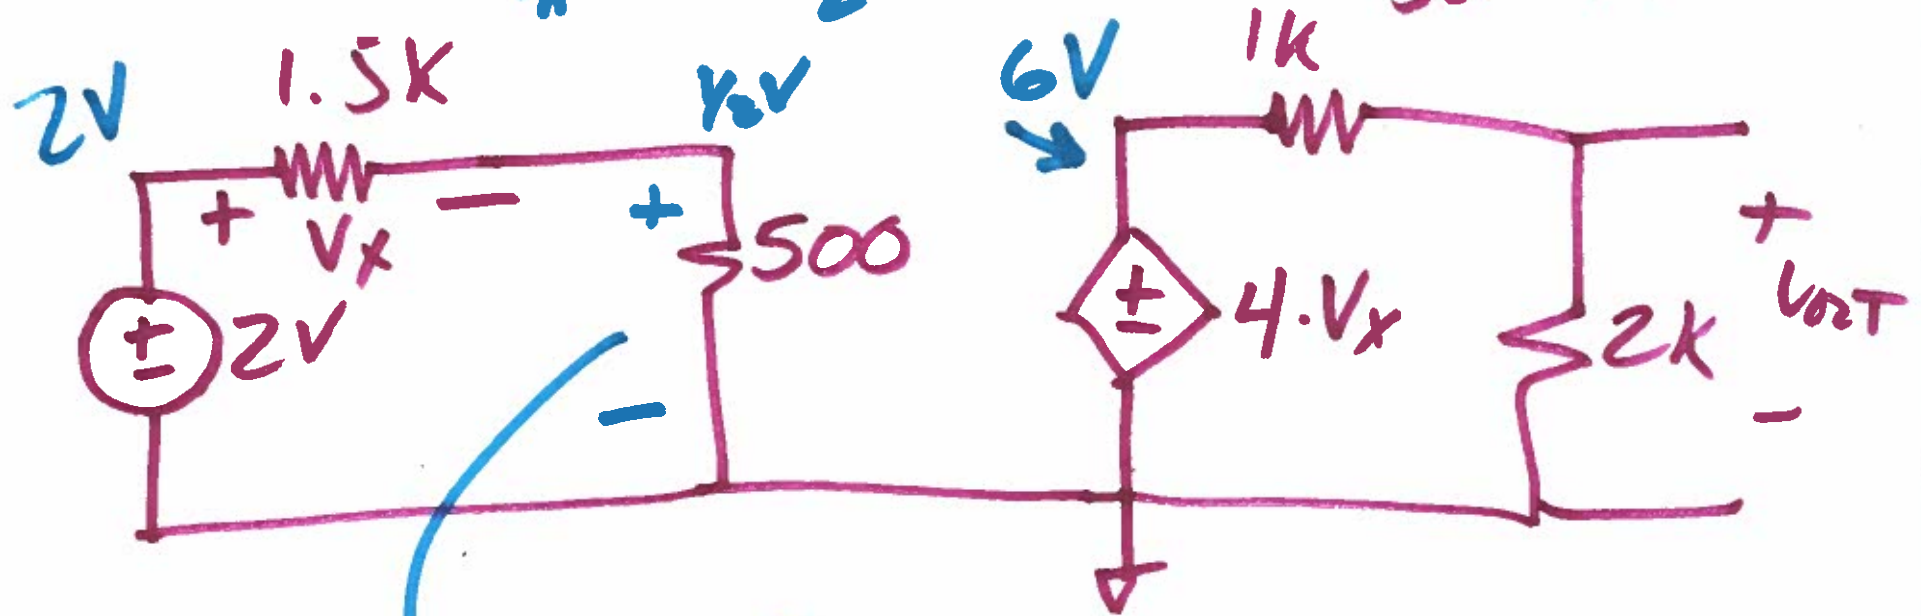 2V
1.5K
½V
6V
1K
+
VX
−
+
500
−
±
2V
±
4·VX
2K
+
VOUT
−